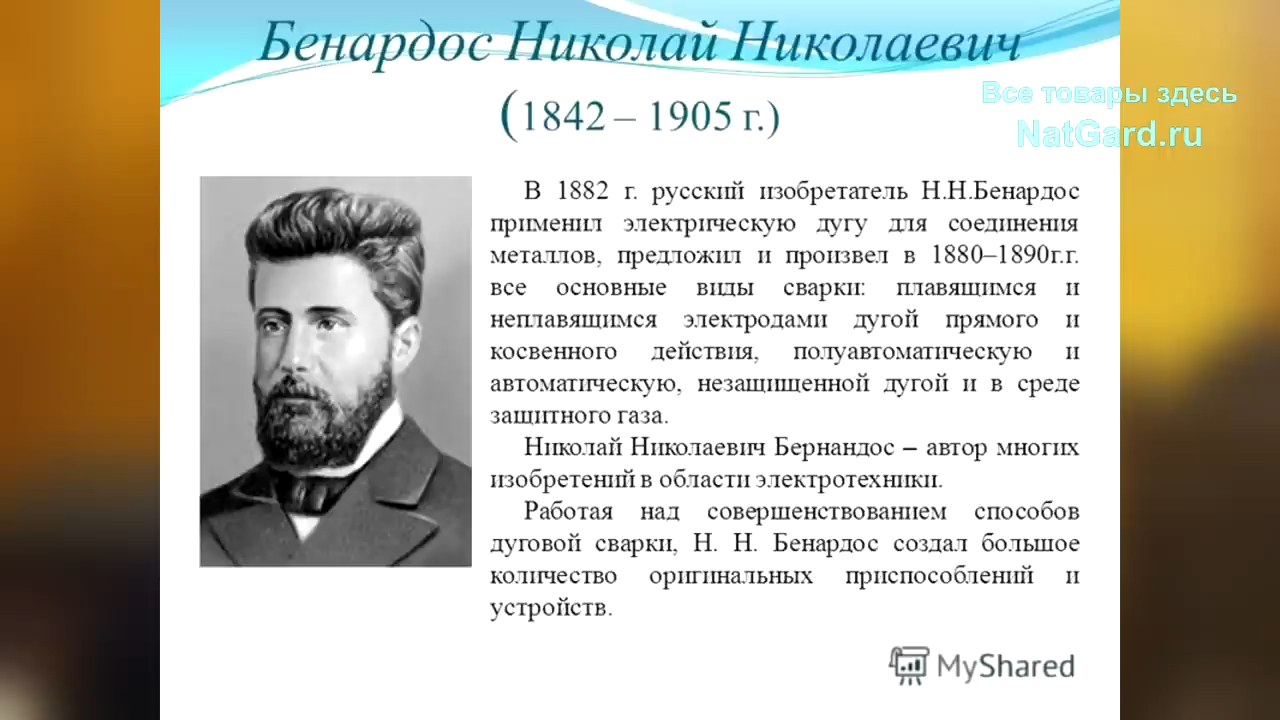 Бенардос Николай Николаевич
(1842 – 1905 г.)
Все товары здесь
NatGard.ru
В 1882 г. русский изобретатель Н.Н.Бенардос
применил электрическую дугу для соединения
металлов, предложил и произвел в 1880–1890г.г.
все основные виды сварки: плавящимся и
неплавящимся электродами дугой прямого и
косвенного действия, полуавтоматическую и
автоматическую, незащищенной дугой и в среде
защитного газа.
Николай Николаевич Бернандос – автор многих
изобретений в области электротехники.
Работая над совершенствованием способов
дуговой сварки, Н. Н. Бенардос создал большое
количество оригинальных приспособлений и
устройств.
MyShared